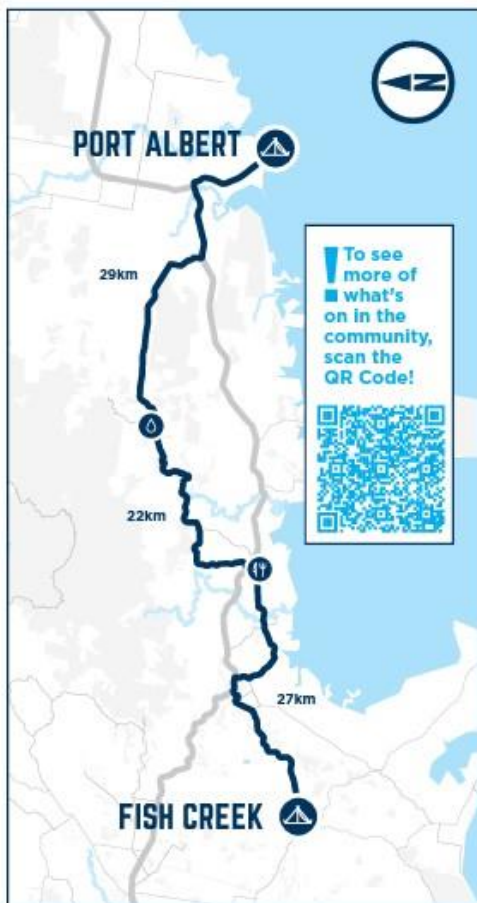 N
PORT ALBERT
29km
! To see
more of
what's
on in the
community,
scan the
QR Code!
22km
27km
FISH CREEK